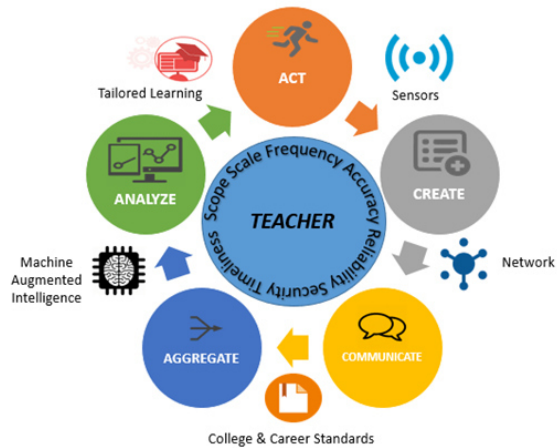 ACT
Tailored Learning
Sensors
ANALYZE
Scope Scale Frequency Accuracy Reliability Security Timeliness
TEACHER
CREATE
Machine
Augmented
Intelligence
Network
AGGREGATE
COMMUNICATE
College & Career Standards